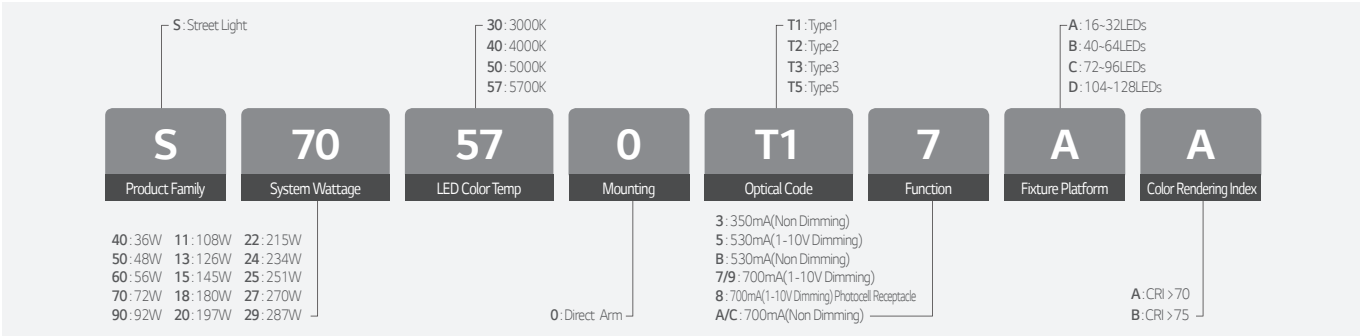 S : Street Light
30 : 3000K
40 : 4000K
50 : 5000K
57 : 5700K
T1 : Type1
T2 : Type2
T3 : Type3
T5 : Type5
A : 16~32LEDs
B : 40~64LEDs
C : 72~96LEDs
D : 104~128LEDs
S 70 57 0 T1 7 A A
Product Family System Wattage LED Color Temp Mounting Optical Code Function Fixture Platform Color Rendering Index
40 : 36W 11 : 108W 22 : 215W
50 : 48W 13 : 126W 24 : 234W
60 : 56W 15 : 145W 25 : 251W
70 : 72W 18 : 180W 27 : 270W
90 : 92W 20 : 197W 29 : 287W
0 : Direct Arm
3 : 350mA(Non Dimming)
5 : 530mA(1-10V Dimming)
B : 530mA(Non Dimming)
7/9 : 700mA(1-10V Dimming)
8 : 700mA(1-10V Dimming) Photocell Receptacle
A/C : 700mA(Non Dimming)
A : CRI > 70
B : CRI > 75